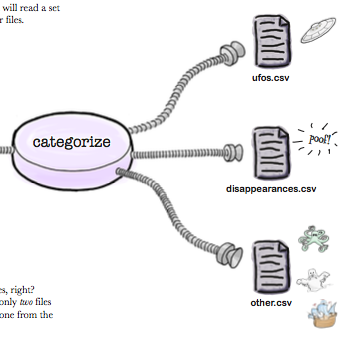 will read a set
r files.
ufos.csv
categorize
poof!
disappearances.csv
other.csv
es, right?
only two files
one from the